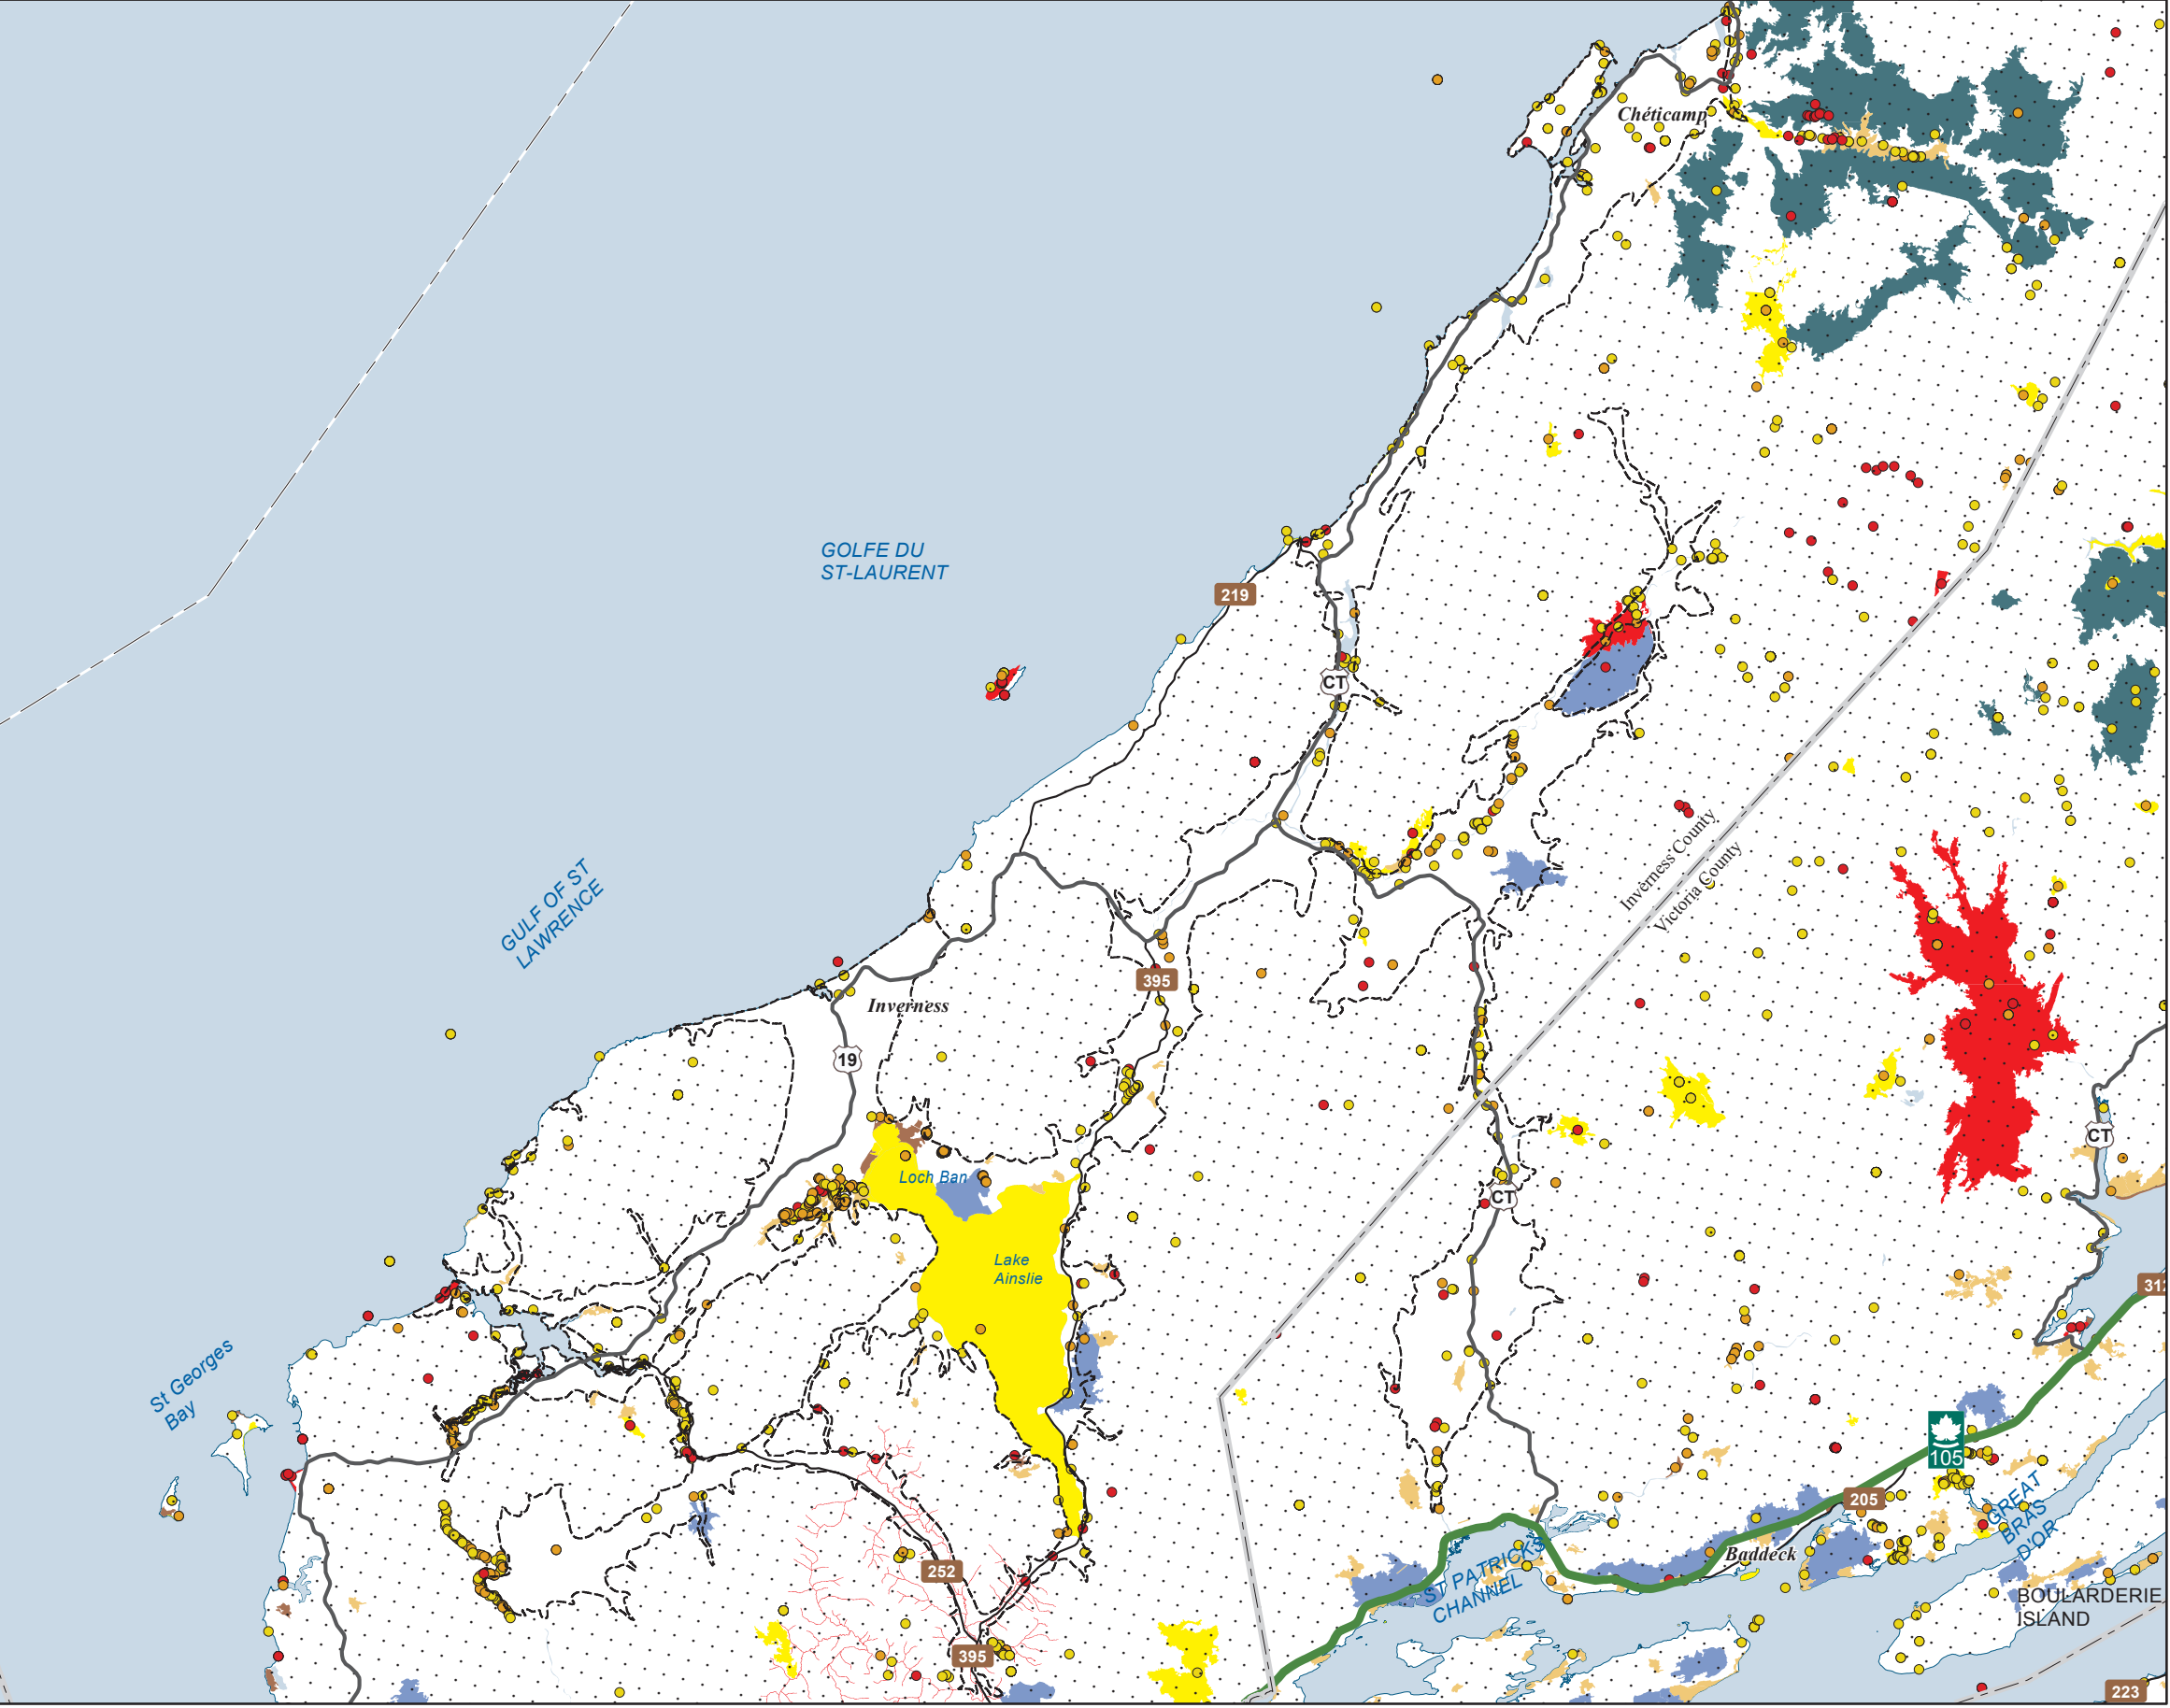 Chéticamp
GOLFE DU
ST-LAURENT
219
CT
Inverness County
Victoria County
GULF OF ST
LAWRENCE
395
Inverness
19
CT
CT
Loch Ban
Lake
Ainslie
312
St Georges
Bay
105
205
GREAT
BRAS
D'OR
Baddeck
252
ST PATRICKS
CHANNEL
BOULARDERIE
ISLAND
395
223